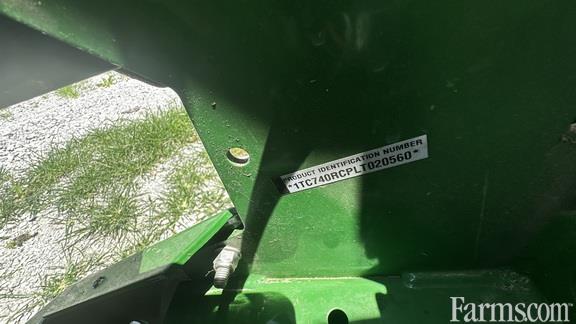 PRODUCT IDENTIFICATION NUMBER
*1TC740RCPLT020560*
Farms.com